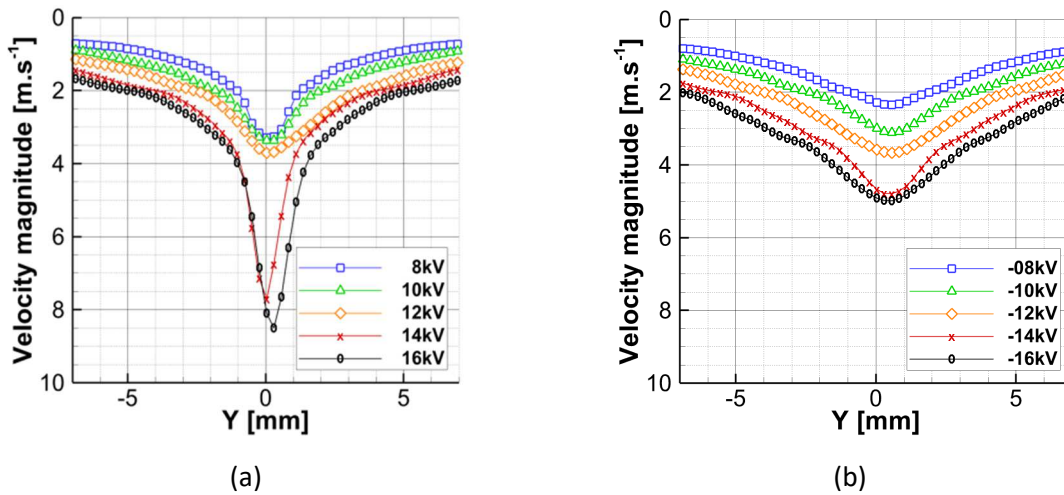 0
2
4
6
8
10
Velocity magnitude [m.s⁻¹]
-5
0
5
Y [mm]
8kV
10kV
12kV
14kV
16kV
(a)
0
2
4
6
8
10
Velocity magnitude [m.s⁻¹]
-5
0
5
Y [mm]
-08kV
-10kV
-12kV
-14kV
-16kV
(b)